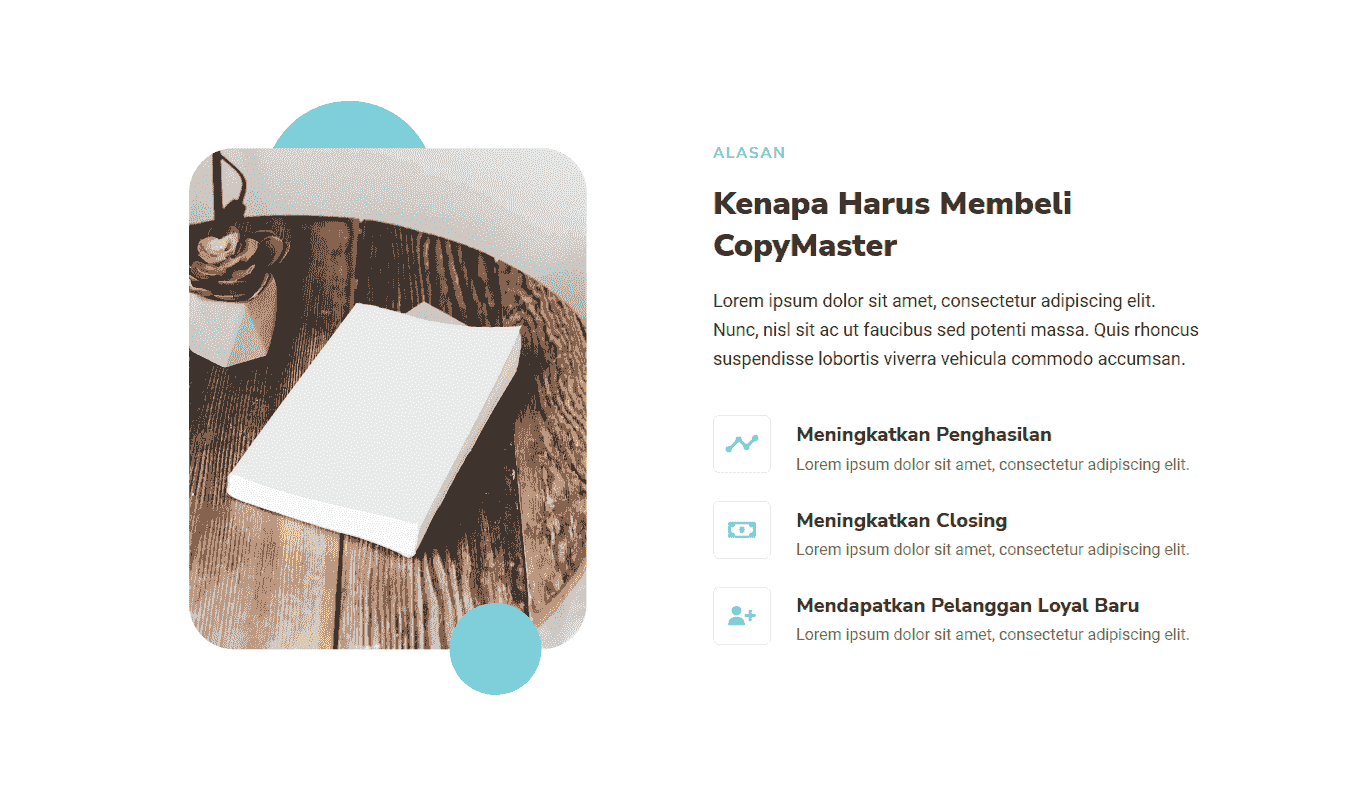 ALASAN
Kenapa Harus Membeli
CopyMaster
Lorem ipsum dolor sit amet, consectetur adipiscing elit.
Nunc, nisl sit ac ut faucibus sed potenti massa. Quis rhoncus
suspendisse lobortis viverra vehicula commodo accumsan.
Meningkatkan Penghasilan
Lorem ipsum dolor sit amet, consectetur adipiscing elit.
Meningkatkan Closing
Lorem ipsum dolor sit amet, consectetur adipiscing elit.
Mendapatkan Pelanggan Loyal Baru
Lorem ipsum dolor sit amet, consectetur adipiscing elit.